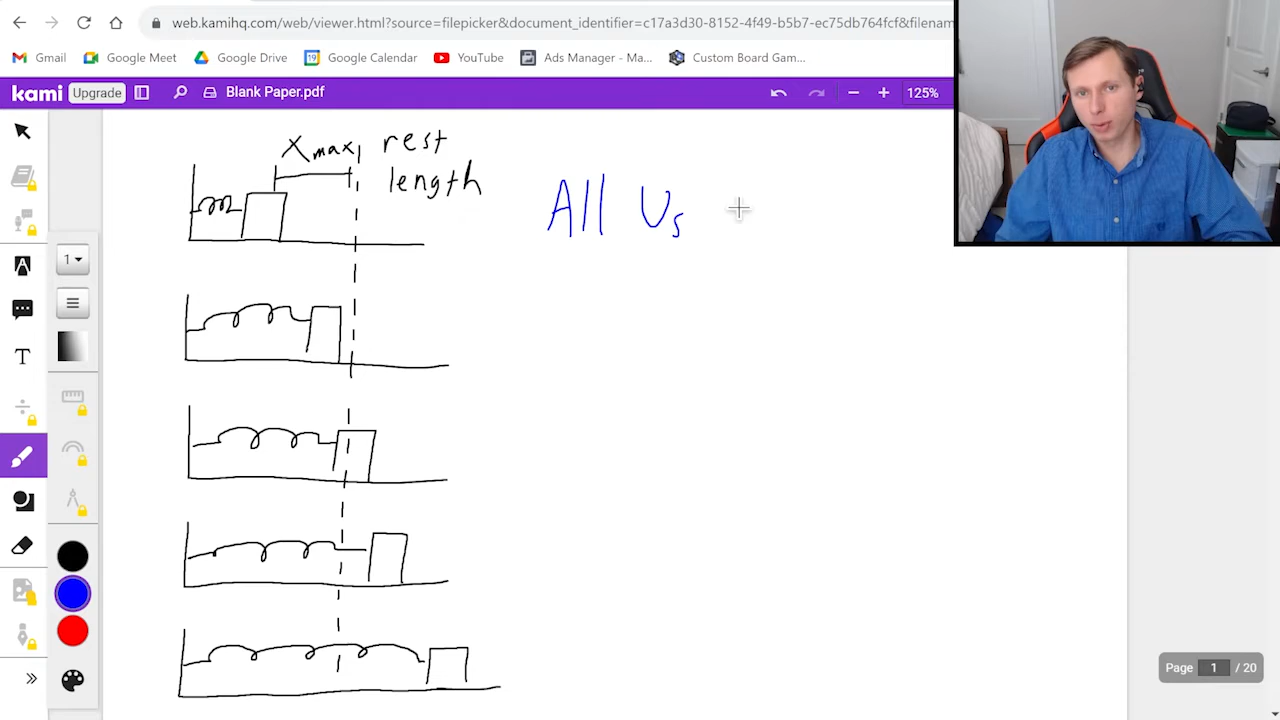 web.kamihq.com/web/viewer.html?source=filepicker&document_identifier=c17a3d30-8152-4f49-b5b7-ec75db764fcf&filenam
Gmail Google Meet Google Drive Google Calendar YouTube Ads Manager - Ma... Custom Board Gam...
kami Upgrade Blank Paper.pdf 125%
Xmax rest
length
All Us
1
T
Page 1 / 20